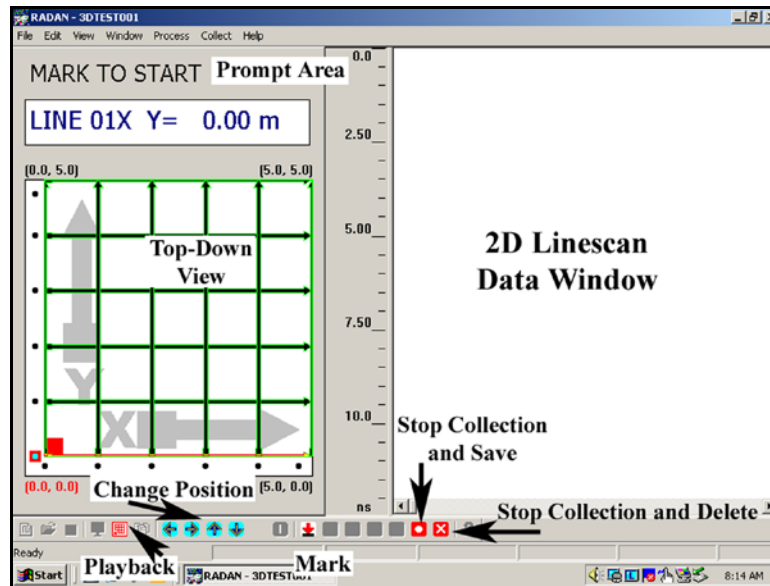 RADAN - 3DTEST001
File Edit View Window Process Collect Help
MARK TO START
Prompt Area
LINE 01X Y= 0.00 m
(0.0, 5.0) (5.0, 5.0)
Top-Down
View
Y
X
(0.0, 0.0) (5.0, 0.0)
Change Position
0.0
2.50
5.00
7.50
10.0
ns
2D Linescan
Data Window
Stop Collection
and Save
Stop Collection and Delete
Playback
Mark
Ready
Start
RADAN - 3DTEST001
8:14 AM